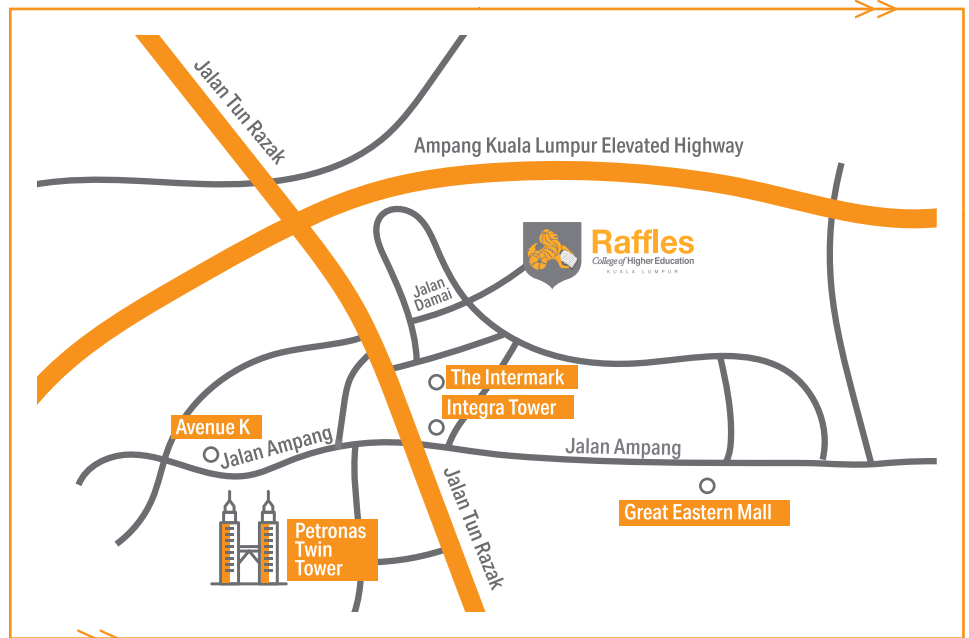 Jalan Tun Razak
Ampang Kuala Lumpur Elevated Highway
Raffles
College of Higher Education
KUALA LUMPUR
Jalan
Damai
The Intermark
Integra Tower
Avenue K
Jalan Ampang
Jalan Ampang
Jalan Tun Razak
Great Eastern Mall
Petronas
Twin
Tower